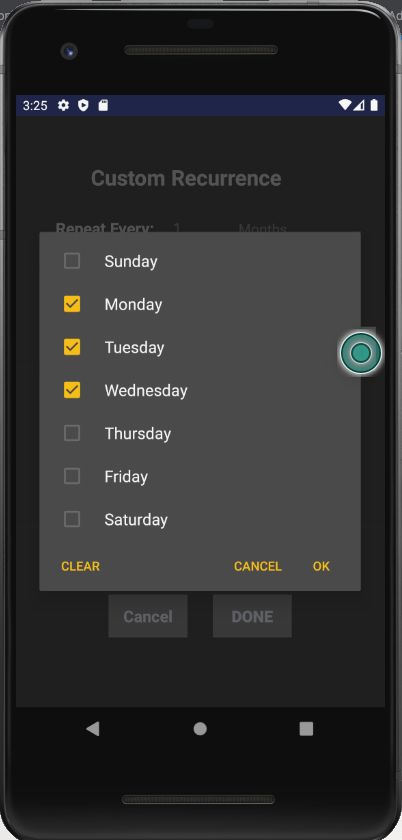 3:25
Custom Recurrence
Repeat Every: 1 Months
Sunday
Monday
Tuesday
Wednesday
Thursday
Friday
Saturday
CLEAR CANCEL OK
Cancel DONE